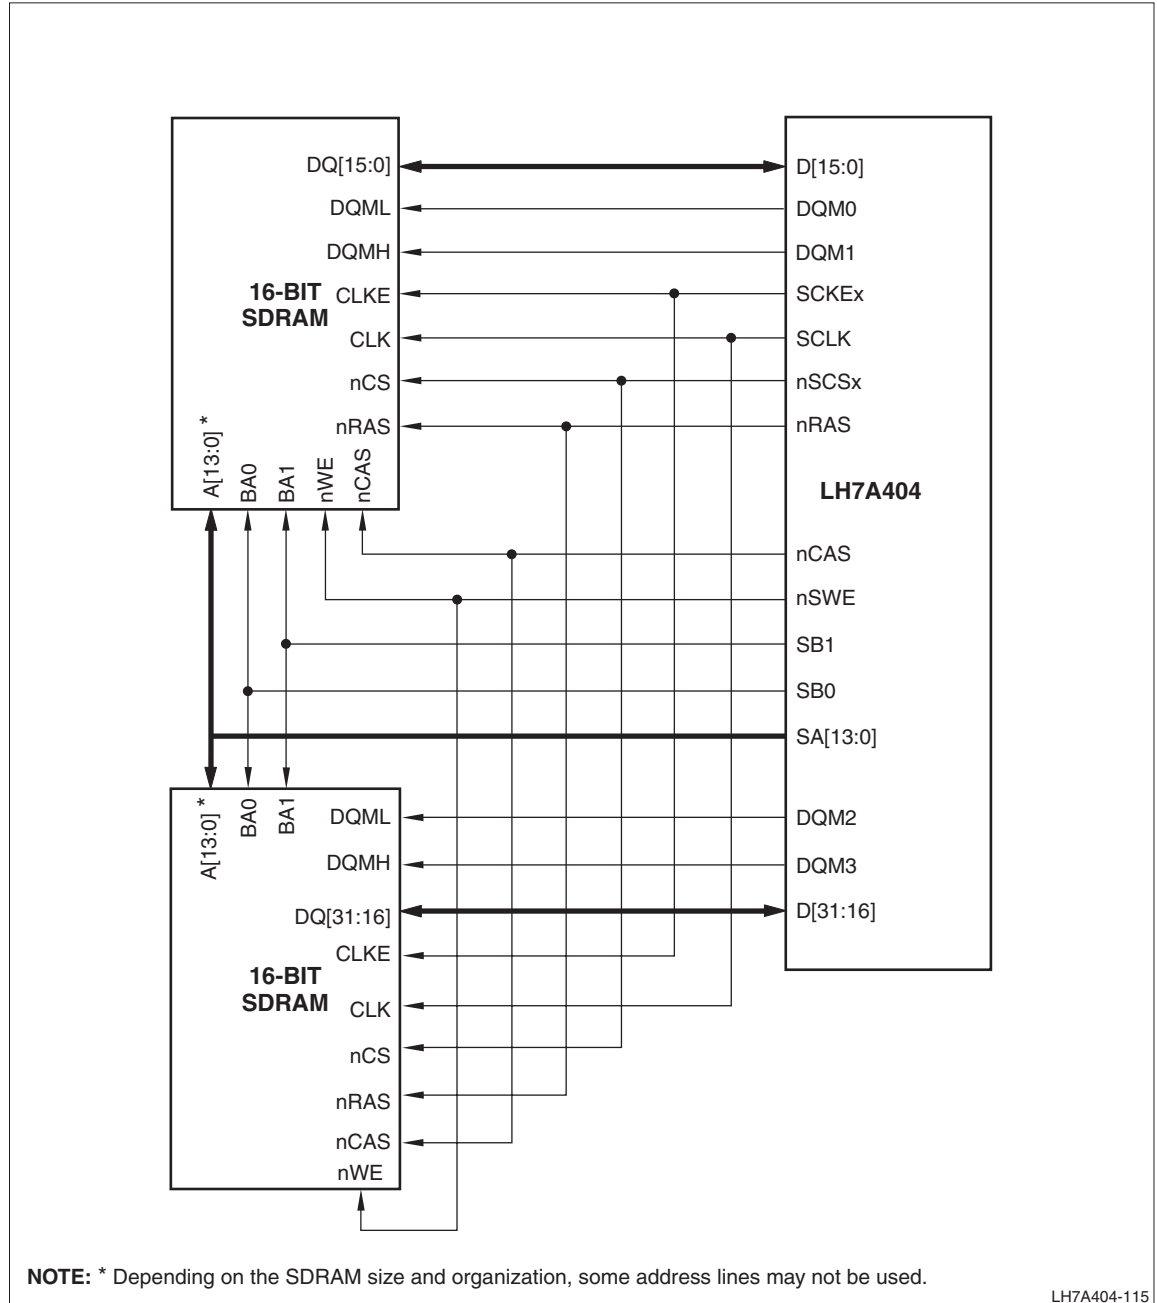 DQ[15:0]
DQML
DQMH
16-BIT
SDRAM
CLKE
CLK
nCS
nRAS
A[13:0] *
BA0
BA1
nWE
nCAS
D[15:0]
DQM0
DQM1
SCKEx
SCLK
nSCSx
nRAS
LH7A404
nCAS
nSWE
SB1
SB0
SA[13:0]
DQM2
DQM3
D[31:16]
A[13:0] *
BA0
BA1
DQML
DQMH
DQ[31:16]
CLKE
16-BIT
SDRAM
CLK
nCS
nRAS
nCAS
nWE
NOTE: * Depending on the SDRAM size and organization, some address lines may not be used.
LH7A404-115